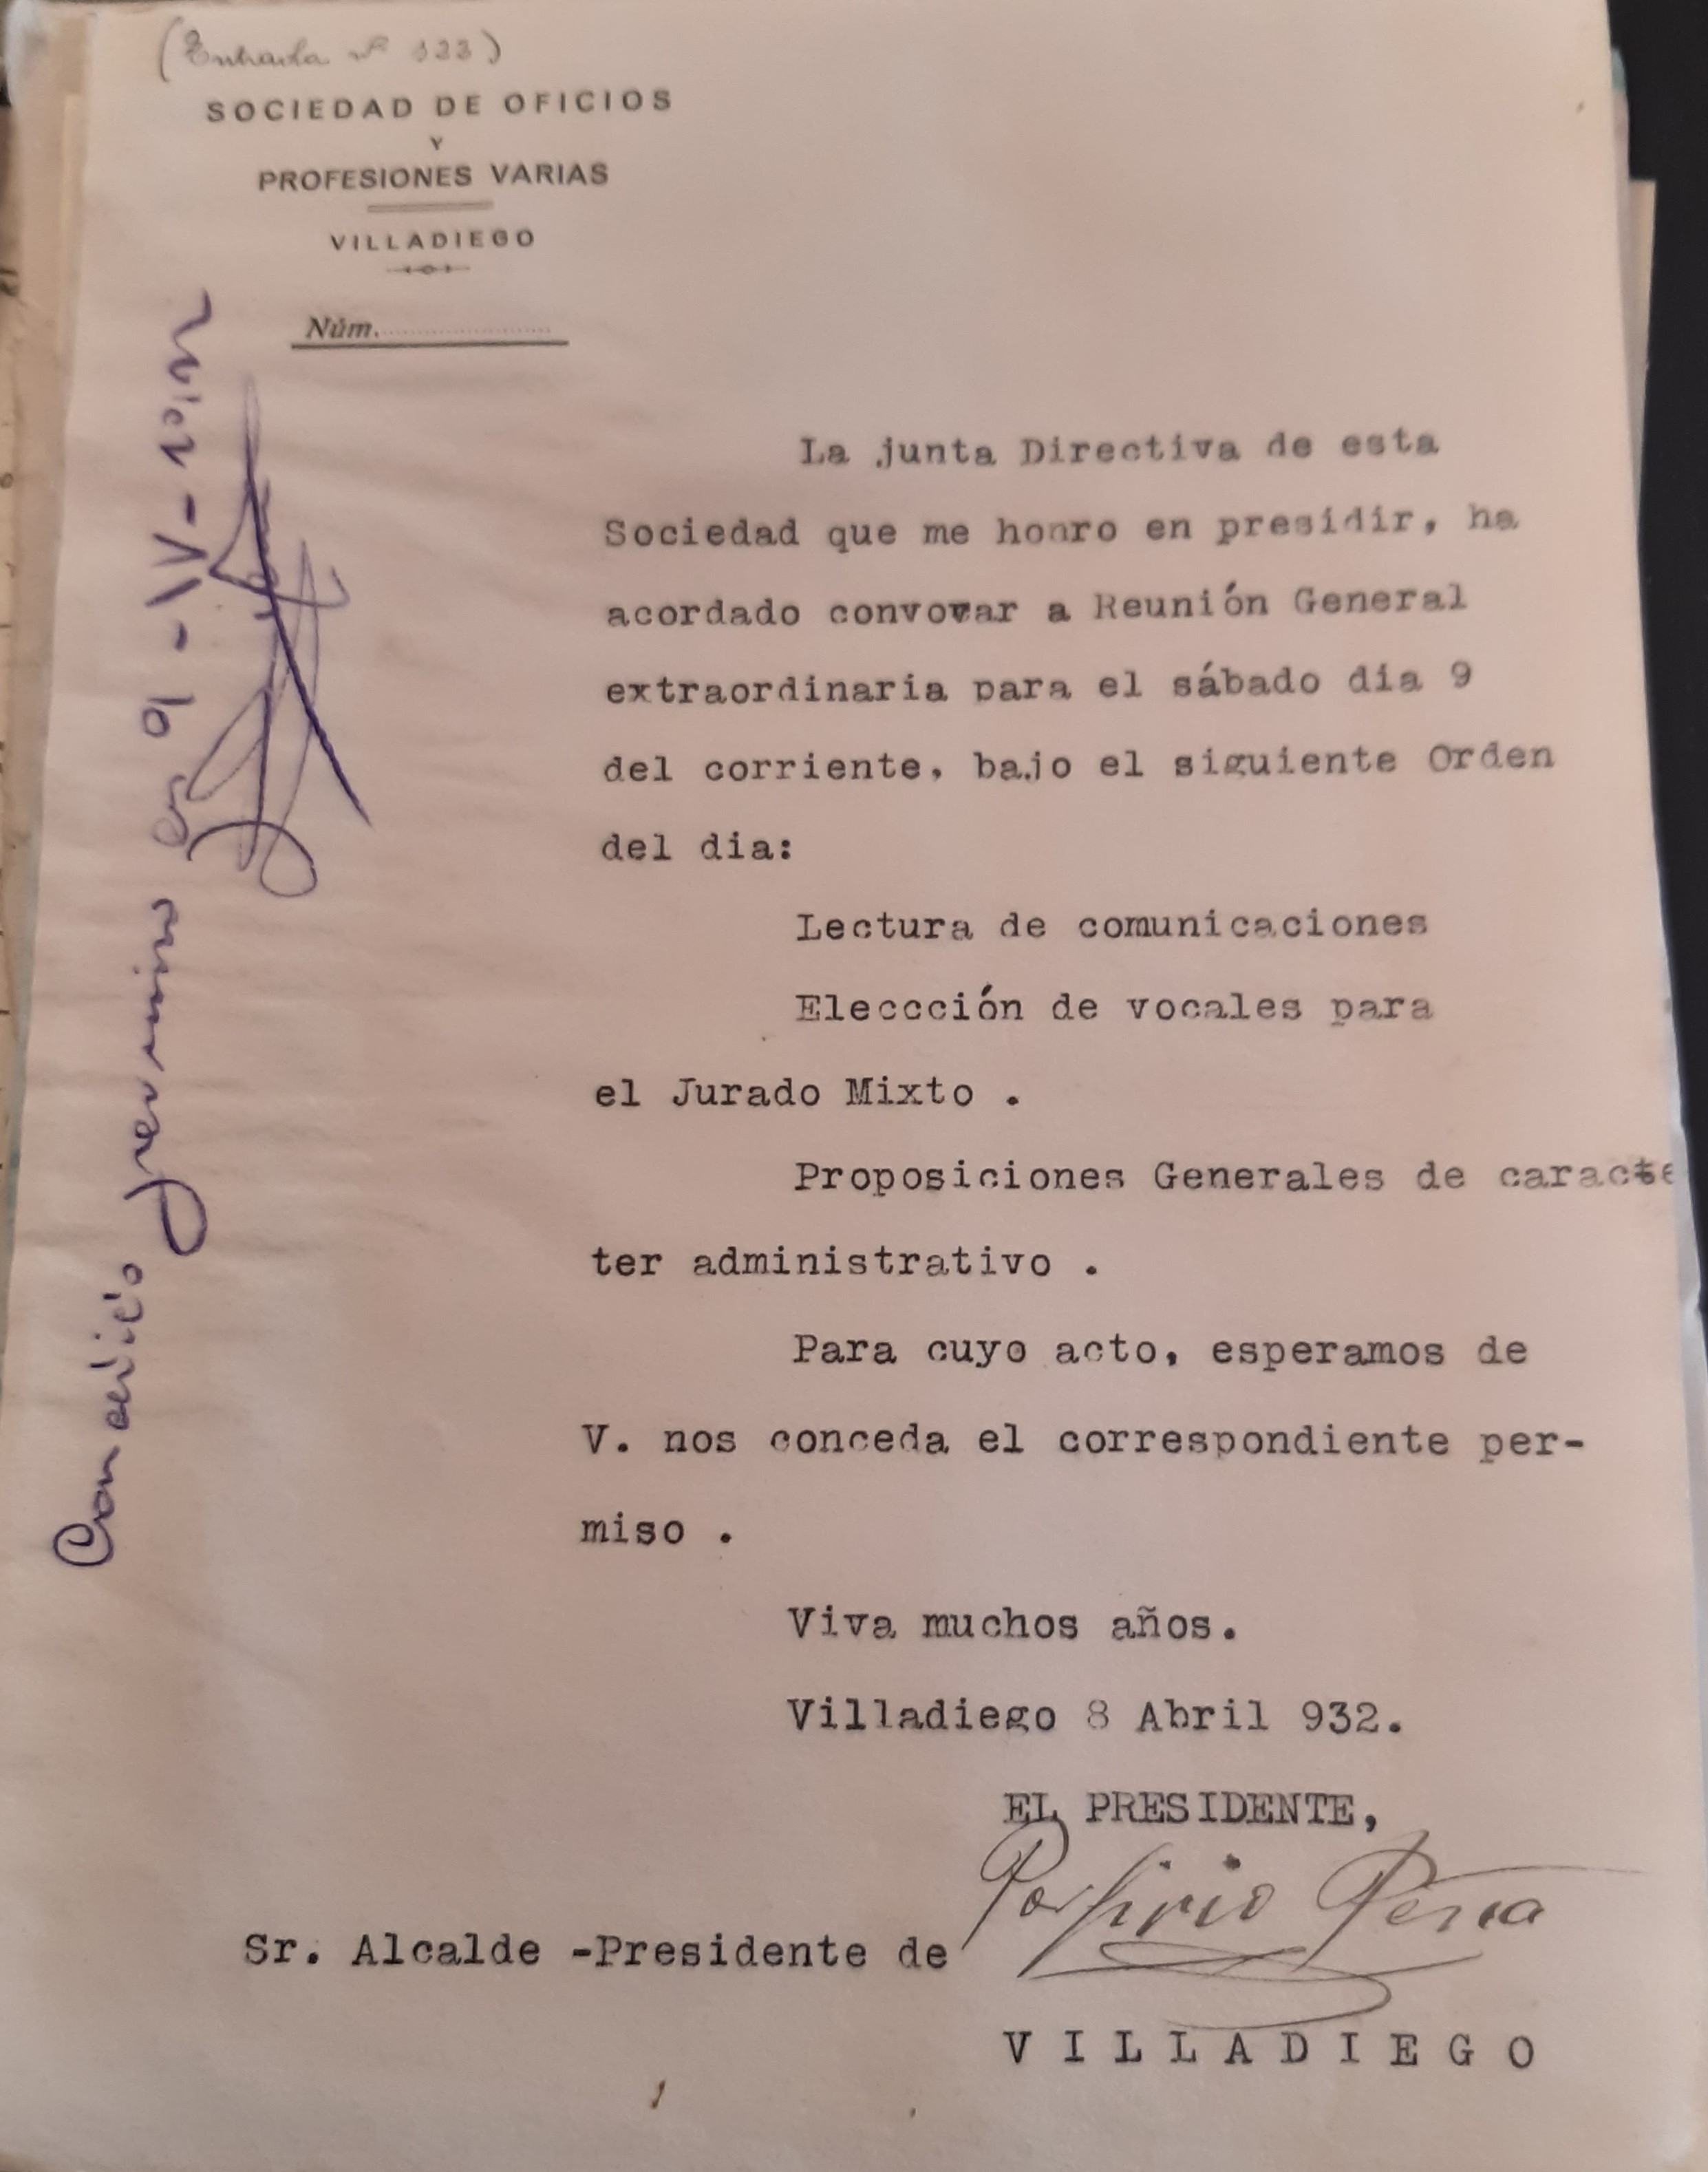 (Entrada nº 123)
SOCIEDAD DE OFICIOS
Y
PROFESIONES VARIAS
VILLADIEGO
Núm.
La junta Directiva de esta
Sociedad que me honro en presidir, ha
acordado convovar a Reunión General
extraordinaria para el sábado dia 9
del corriente, bajo el siguiente Orden
del dia:
Lectura de comunicaciones
Eleccción de vocales para
el Jurado Mixto .
Proposiciones Generales de caracte
ter administrativo .
Para cuyo acto, esperamos de
V. nos conceda el correspondiente per-
miso .
Viva muchos años.
Villadiego 8 Abril 932.
EL PRESIDENTE,
Porfirio Peña
Sr. Alcalde -Presidente de
VILLADIEGO
Concedido permiso en 9-IV-